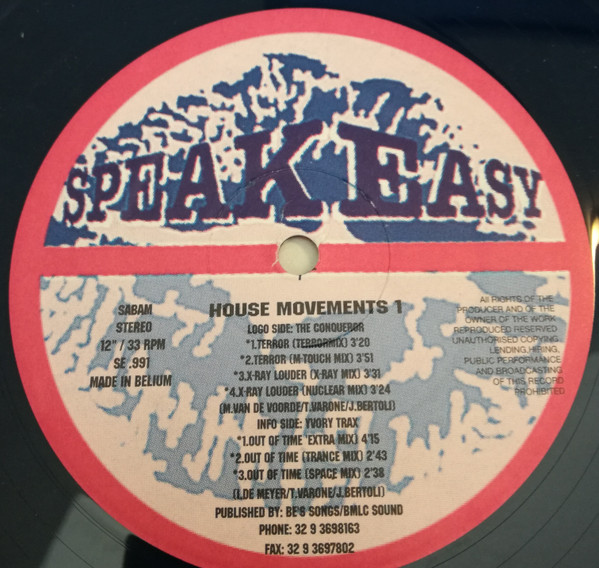 SPEAKEASY
SABAM
STEREO
12" / 33 RPM
SE .991
MADE IN BELIUM
HOUSE MOVEMENTS 1
LOGO SIDE: THE CONQUEROR
*1.TERROR (TERRORMIX) 3'20
*2.TERROR (M-TOUCH MIX) 3'51
*3.X-RAY LOUDER (X-RAY MIX) 3'31
*4.X-RAY LOUDER (NUCLEAR MIX) 3'24
(M.VAN DE VOORDE/T.VARONE/J.BERTOLI)
INFO SIDE: YVORY TRAX
*1.OUT OF TIME 'EXTRA MIX) 4'15
*2.OUT OF TIME (TRANCE MIX) 2'43
*3.OUT OF TIME (SPACE MIX) 2'38
(I.DE MEYER/T.VARONE/J.BERTOLI)
PUBLISHED BY: BE'S SONGS/BMLC SOUND
PHONE: 32 9 3698163
FAX: 32 9 3697802
All RIGHTS OF THE
PRODUCER AND OF THE
OWNER OF THE WORK
REPRODUCED RESERVED
UNAUTHORISED COPYING
LENDING,HIRING,
PUBLIC PERFORMANCE
AND BROADCASTING
OF THIS RECORD
PROHIBITED